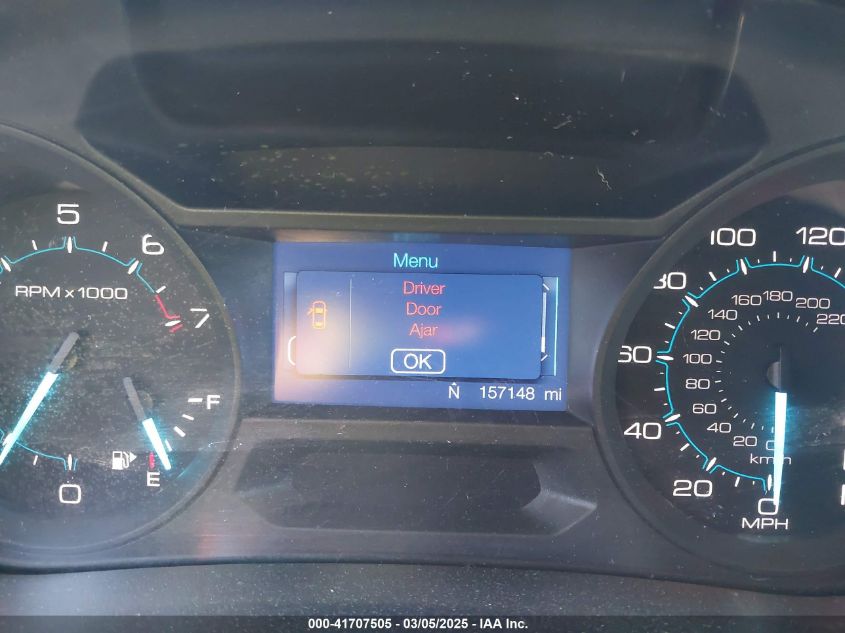 5
6
7
RPM x 1000
0
F
E
Menu
Driver
Door
Ajar
OK
N̂ 157148 mi
100
120
80
60
40
20
0
MPH
160
180
200
220
140
120
100
80
60
40
20
0
km/h
000-41707505 - 03/05/2025 - IAA Inc.